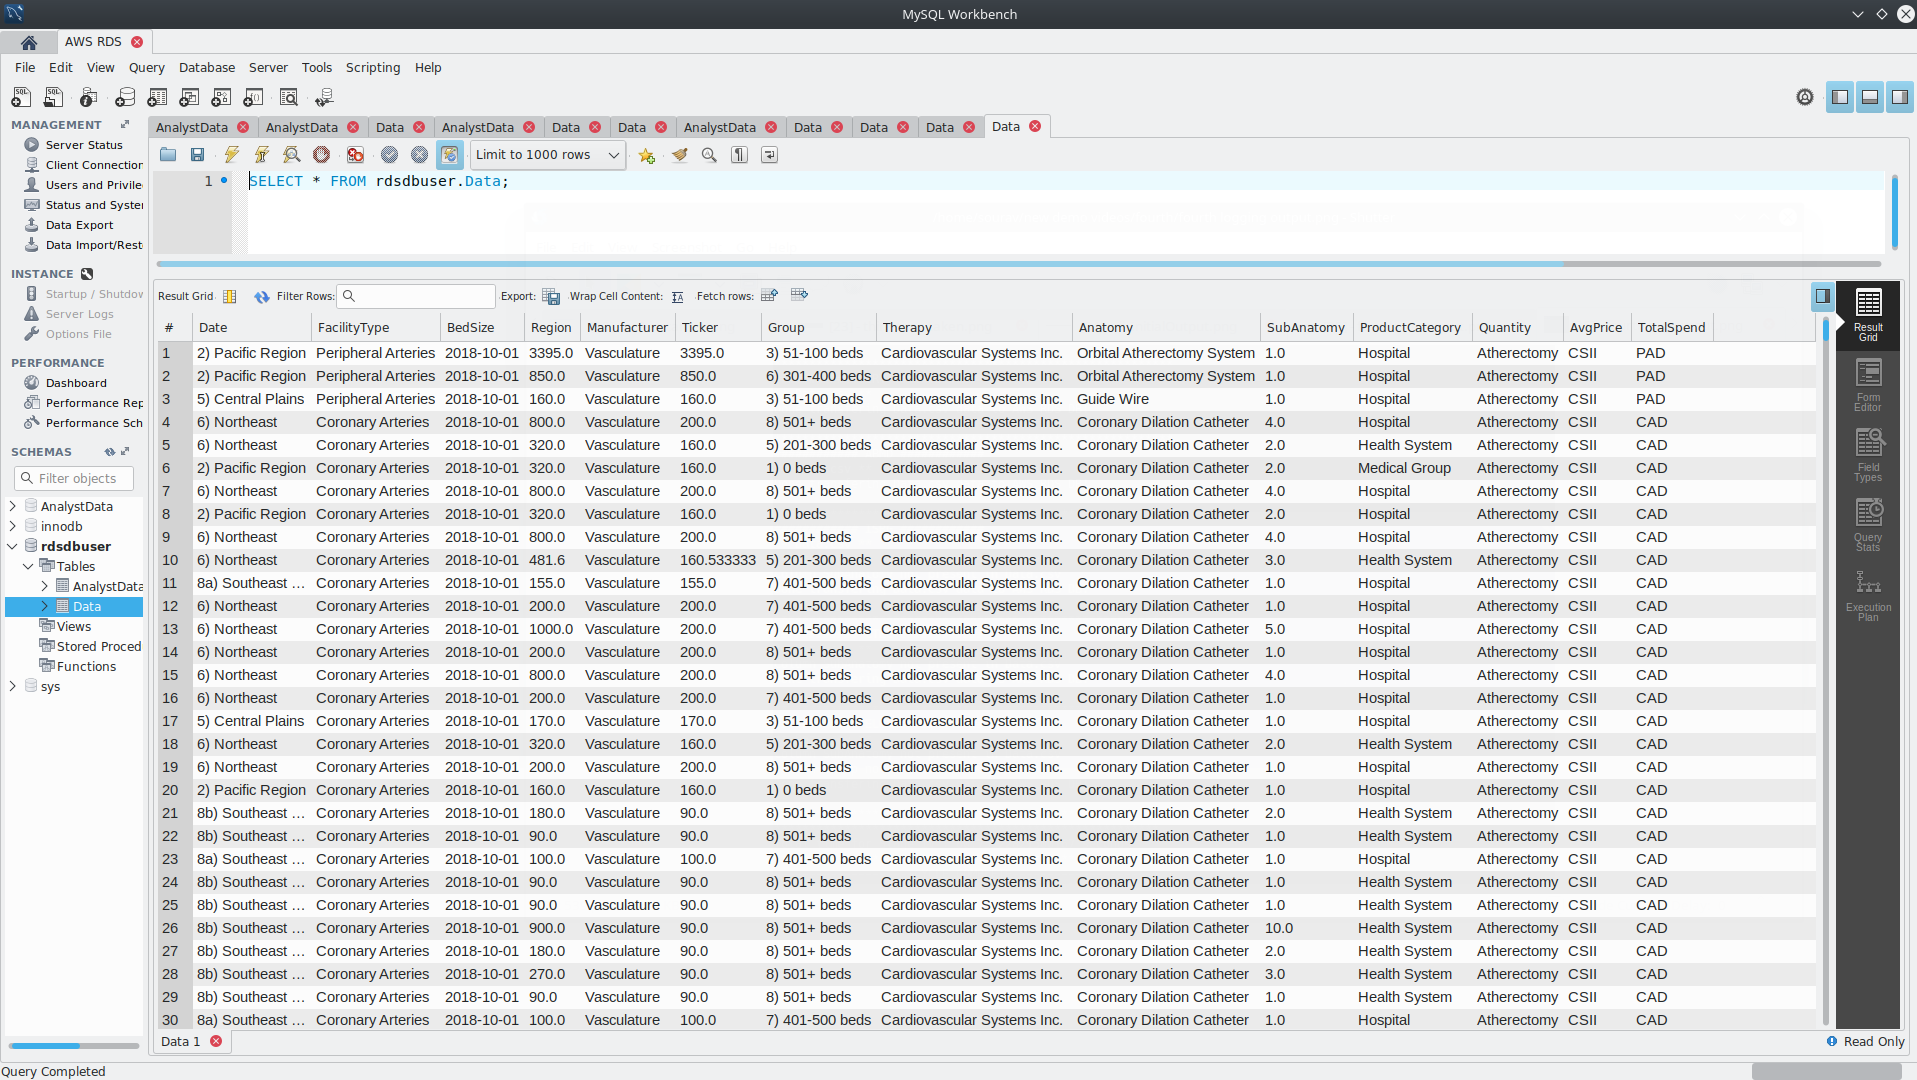 MySQL Workbench
AWS RDS
File Edit View Query Database Server Tools Scripting Help
MANAGEMENT
Server Status
Client Connection
Users and Privile
Status and System
Data Export
Data Import/Rest
INSTANCE
Startup / Shutdow
Server Logs
Options File
PERFORMANCE
Dashboard
Performance Rep
Performance Sch
SCHEMAS
Filter objects
AnalystData
innodb
rdsdbuser
Tables
AnalystData
Data
Views
Stored Proced
Functions
sys
AnalystData AnalystData Data AnalystData Data Data AnalystData Data Data Data Data
Limit to 1000 rows
1 SELECT * FROM rdsdbuser.Data;
Result Grid Filter Rows: Export: Wrap Cell Content: Fetch rows:
# Date FacilityType BedSize Region Manufacturer Ticker Group Therapy Anatomy SubAnatomy ProductCategory Quantity AvgPrice TotalSpend
1 2) Pacific Region Peripheral Arteries 2018-10-01 3395.0 Vasculature 3395.0 3) 51-100 beds Cardiovascular Systems Inc. Orbital Atherectomy System 1.0 Hospital Atherectomy CSII PAD
2 2) Pacific Region Peripheral Arteries 2018-10-01 850.0 Vasculature 850.0 6) 301-400 beds Cardiovascular Systems Inc. Orbital Atherectomy System 1.0 Hospital Atherectomy CSII PAD
3 5) Central Plains Peripheral Arteries 2018-10-01 160.0 Vasculature 160.0 3) 51-100 beds Cardiovascular Systems Inc. Guide Wire 1.0 Hospital Atherectomy CSII PAD
4 6) Northeast Coronary Arteries 2018-10-01 800.0 Vasculature 200.0 8) 501+ beds Cardiovascular Systems Inc. Coronary Dilation Catheter 4.0 Hospital Atherectomy CSII CAD
5 6) Northeast Coronary Arteries 2018-10-01 320.0 Vasculature 160.0 5) 201-300 beds Cardiovascular Systems Inc. Coronary Dilation Catheter 2.0 Health System Atherectomy CSII CAD
6 2) Pacific Region Coronary Arteries 2018-10-01 320.0 Vasculature 160.0 1) 0 beds Cardiovascular Systems Inc. Coronary Dilation Catheter 2.0 Medical Group Atherectomy CSII CAD
7 6) Northeast Coronary Arteries 2018-10-01 800.0 Vasculature 200.0 8) 501+ beds Cardiovascular Systems Inc. Coronary Dilation Catheter 4.0 Hospital Atherectomy CSII CAD
8 2) Pacific Region Coronary Arteries 2018-10-01 320.0 Vasculature 160.0 1) 0 beds Cardiovascular Systems Inc. Coronary Dilation Catheter 2.0 Hospital Atherectomy CSII CAD
9 6) Northeast Coronary Arteries 2018-10-01 800.0 Vasculature 200.0 8) 501+ beds Cardiovascular Systems Inc. Coronary Dilation Catheter 4.0 Hospital Atherectomy CSII CAD
10 6) Northeast Coronary Arteries 2018-10-01 481.6 Vasculature 160.533333 5) 201-300 beds Cardiovascular Systems Inc. Coronary Dilation Catheter 3.0 Health System Atherectomy CSII CAD
11 8a) Southeast ... Coronary Arteries 2018-10-01 155.0 Vasculature 155.0 7) 401-500 beds Cardiovascular Systems Inc. Coronary Dilation Catheter 1.0 Hospital Atherectomy CSII CAD
12 6) Northeast Coronary Arteries 2018-10-01 200.0 Vasculature 200.0 7) 401-500 beds Cardiovascular Systems Inc. Coronary Dilation Catheter 1.0 Hospital Atherectomy CSII CAD
13 6) Northeast Coronary Arteries 2018-10-01 1000.0 Vasculature 200.0 7) 401-500 beds Cardiovascular Systems Inc. Coronary Dilation Catheter 5.0 Hospital Atherectomy CSII CAD
14 6) Northeast Coronary Arteries 2018-10-01 200.0 Vasculature 200.0 8) 501+ beds Cardiovascular Systems Inc. Coronary Dilation Catheter 1.0 Hospital Atherectomy CSII CAD
15 6) Northeast Coronary Arteries 2018-10-01 800.0 Vasculature 200.0 8) 501+ beds Cardiovascular Systems Inc. Coronary Dilation Catheter 4.0 Hospital Atherectomy CSII CAD
16 6) Northeast Coronary Arteries 2018-10-01 200.0 Vasculature 200.0 7) 401-500 beds Cardiovascular Systems Inc. Coronary Dilation Catheter 1.0 Hospital Atherectomy CSII CAD
17 5) Central Plains Coronary Arteries 2018-10-01 170.0 Vasculature 170.0 3) 51-100 beds Cardiovascular Systems Inc. Coronary Dilation Catheter 1.0 Hospital Atherectomy CSII CAD
18 6) Northeast Coronary Arteries 2018-10-01 320.0 Vasculature 160.0 5) 201-300 beds Cardiovascular Systems Inc. Coronary Dilation Catheter 2.0 Health System Atherectomy CSII CAD
19 6) Northeast Coronary Arteries 2018-10-01 200.0 Vasculature 200.0 8) 501+ beds Cardiovascular Systems Inc. Coronary Dilation Catheter 1.0 Hospital Atherectomy CSII CAD
20 2) Pacific Region Coronary Arteries 2018-10-01 160.0 Vasculature 160.0 1) 0 beds Cardiovascular Systems Inc. Coronary Dilation Catheter 1.0 Hospital Atherectomy CSII CAD
21 8b) Southeast ... Coronary Arteries 2018-10-01 180.0 Vasculature 90.0 8) 501+ beds Cardiovascular Systems Inc. Coronary Dilation Catheter 2.0 Health System Atherectomy CSII CAD
22 8b) Southeast ... Coronary Arteries 2018-10-01 90.0 Vasculature 90.0 8) 501+ beds Cardiovascular Systems Inc. Coronary Dilation Catheter 1.0 Health System Atherectomy CSII CAD
23 8a) Southeast ... Coronary Arteries 2018-10-01 100.0 Vasculature 100.0 7) 401-500 beds Cardiovascular Systems Inc. Coronary Dilation Catheter 1.0 Hospital Atherectomy CSII CAD
24 8b) Southeast ... Coronary Arteries 2018-10-01 90.0 Vasculature 90.0 8) 501+ beds Cardiovascular Systems Inc. Coronary Dilation Catheter 1.0 Health System Atherectomy CSII CAD
25 8b) Southeast ... Coronary Arteries 2018-10-01 90.0 Vasculature 90.0 8) 501+ beds Cardiovascular Systems Inc. Coronary Dilation Catheter 1.0 Health System Atherectomy CSII CAD
26 8b) Southeast ... Coronary Arteries 2018-10-01 900.0 Vasculature 90.0 8) 501+ beds Cardiovascular Systems Inc. Coronary Dilation Catheter 10.0 Health System Atherectomy CSII CAD
27 8b) Southeast ... Coronary Arteries 2018-10-01 180.0 Vasculature 90.0 8) 501+ beds Cardiovascular Systems Inc. Coronary Dilation Catheter 2.0 Health System Atherectomy CSII CAD
28 8b) Southeast ... Coronary Arteries 2018-10-01 270.0 Vasculature 90.0 8) 501+ beds Cardiovascular Systems Inc. Coronary Dilation Catheter 3.0 Health System Atherectomy CSII CAD
29 8b) Southeast ... Coronary Arteries 2018-10-01 90.0 Vasculature 90.0 8) 501+ beds Cardiovascular Systems Inc. Coronary Dilation Catheter 1.0 Health System Atherectomy CSII CAD
30 8a) Southeast ... Coronary Arteries 2018-10-01 100.0 Vasculature 100.0 7) 401-500 beds Cardiovascular Systems Inc. Coronary Dilation Catheter 1.0 Hospital Atherectomy CSII CAD
Result
Grid
Form
Editor
Field
Types
Query
Stats
Execution
Plan
Data 1
Read Only
Query Completed